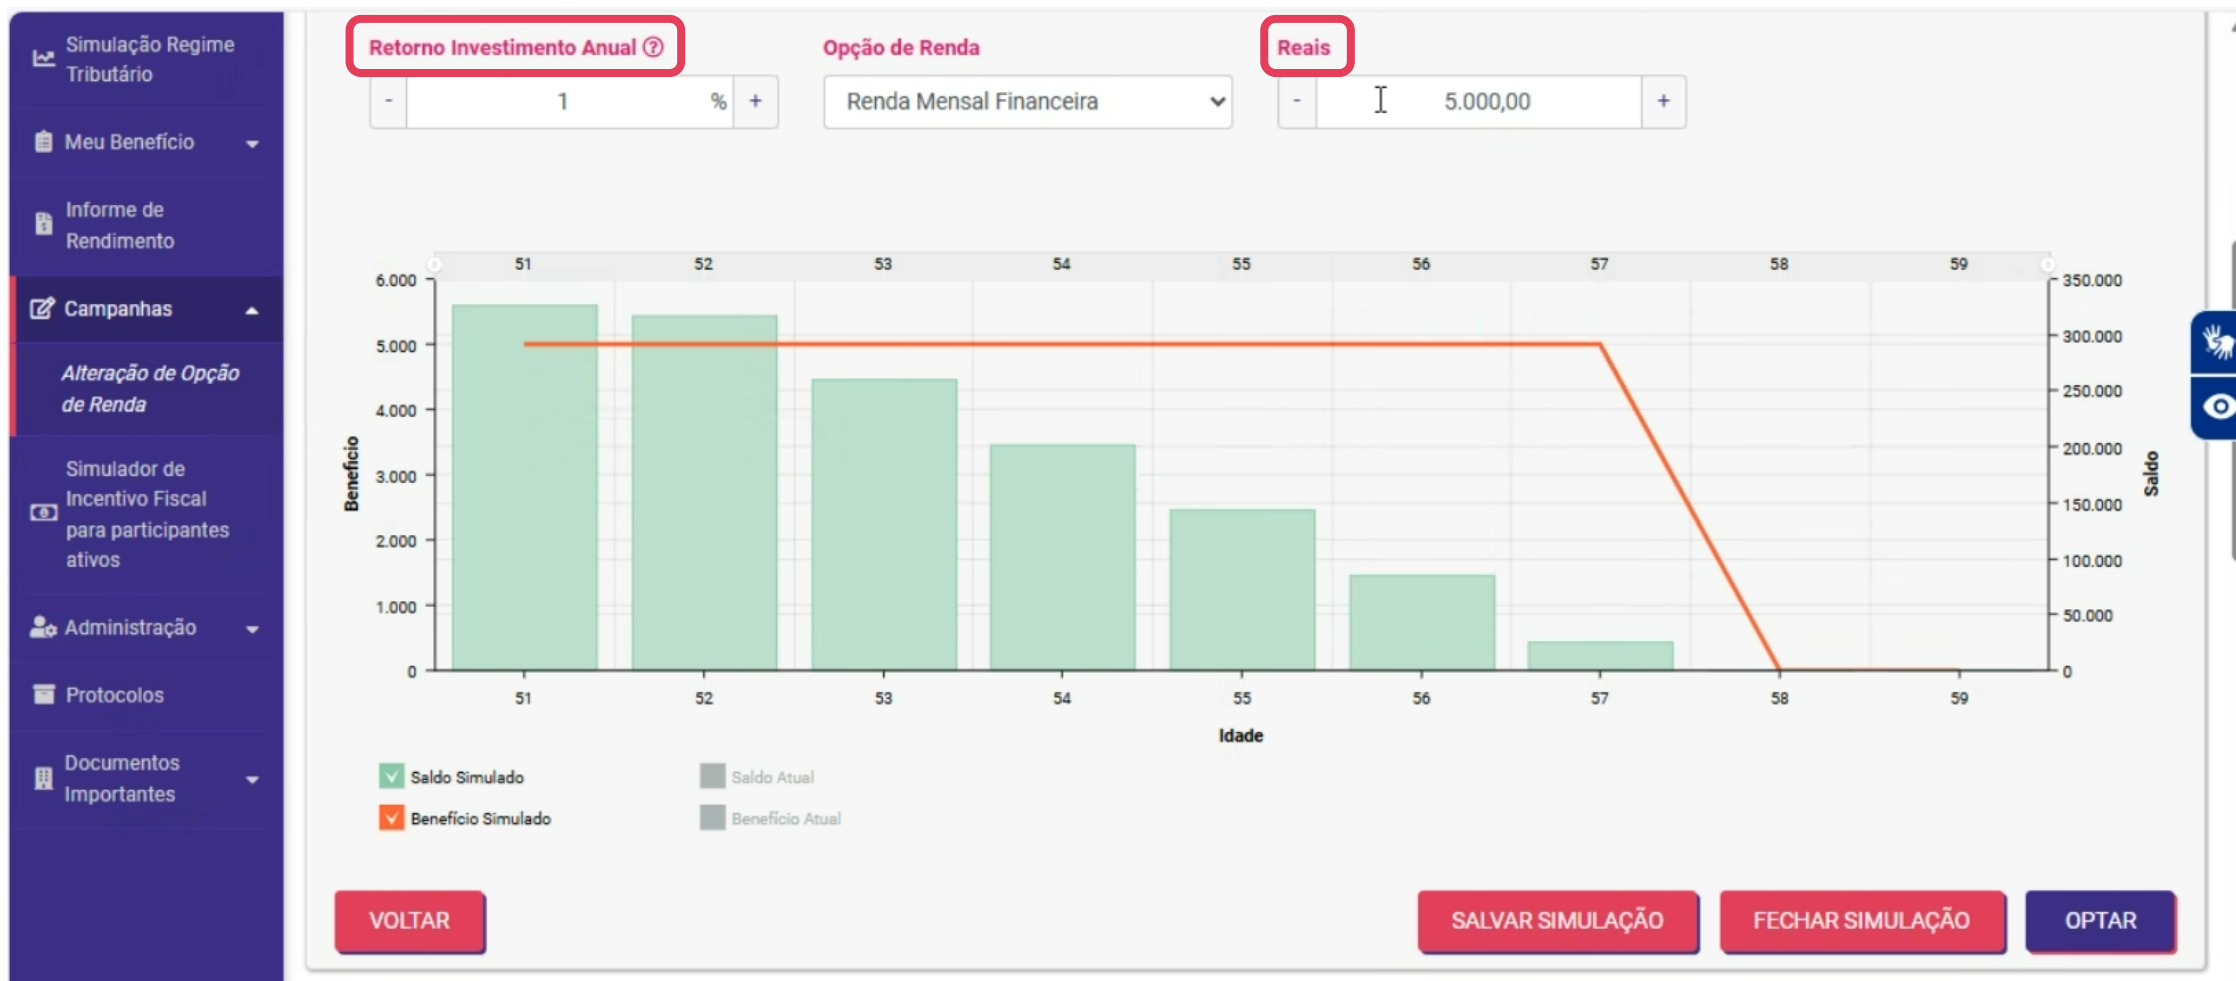 Simulação Regime
Tributário
Meu Benefício
Informe de
Rendimento
Campanhas
Alteração de Opção
de Renda
Simulador de
Incentivo Fiscal
para participantes
ativos
Administração
Protocolos
Documentos
Importantes
Retorno Investimento Anual ?
- 1 % +
Opção de Renda
Renda Mensal Financeira
Reais
- 5.000,00 +
51 52 53 54 55 56 57 58 59
6.000
5.000
4.000
3.000
2.000
1.000
0
Benefício
350.000
300.000
250.000
200.000
150.000
100.000
50.000
0
Saldo
51 52 53 54 55 56 57 58 59
Idade
Saldo Simulado
Saldo Atual
Benefício Simulado
Benefício Atual
VOLTAR
SALVAR SIMULAÇÃO
FECHAR SIMULAÇÃO
OPTAR